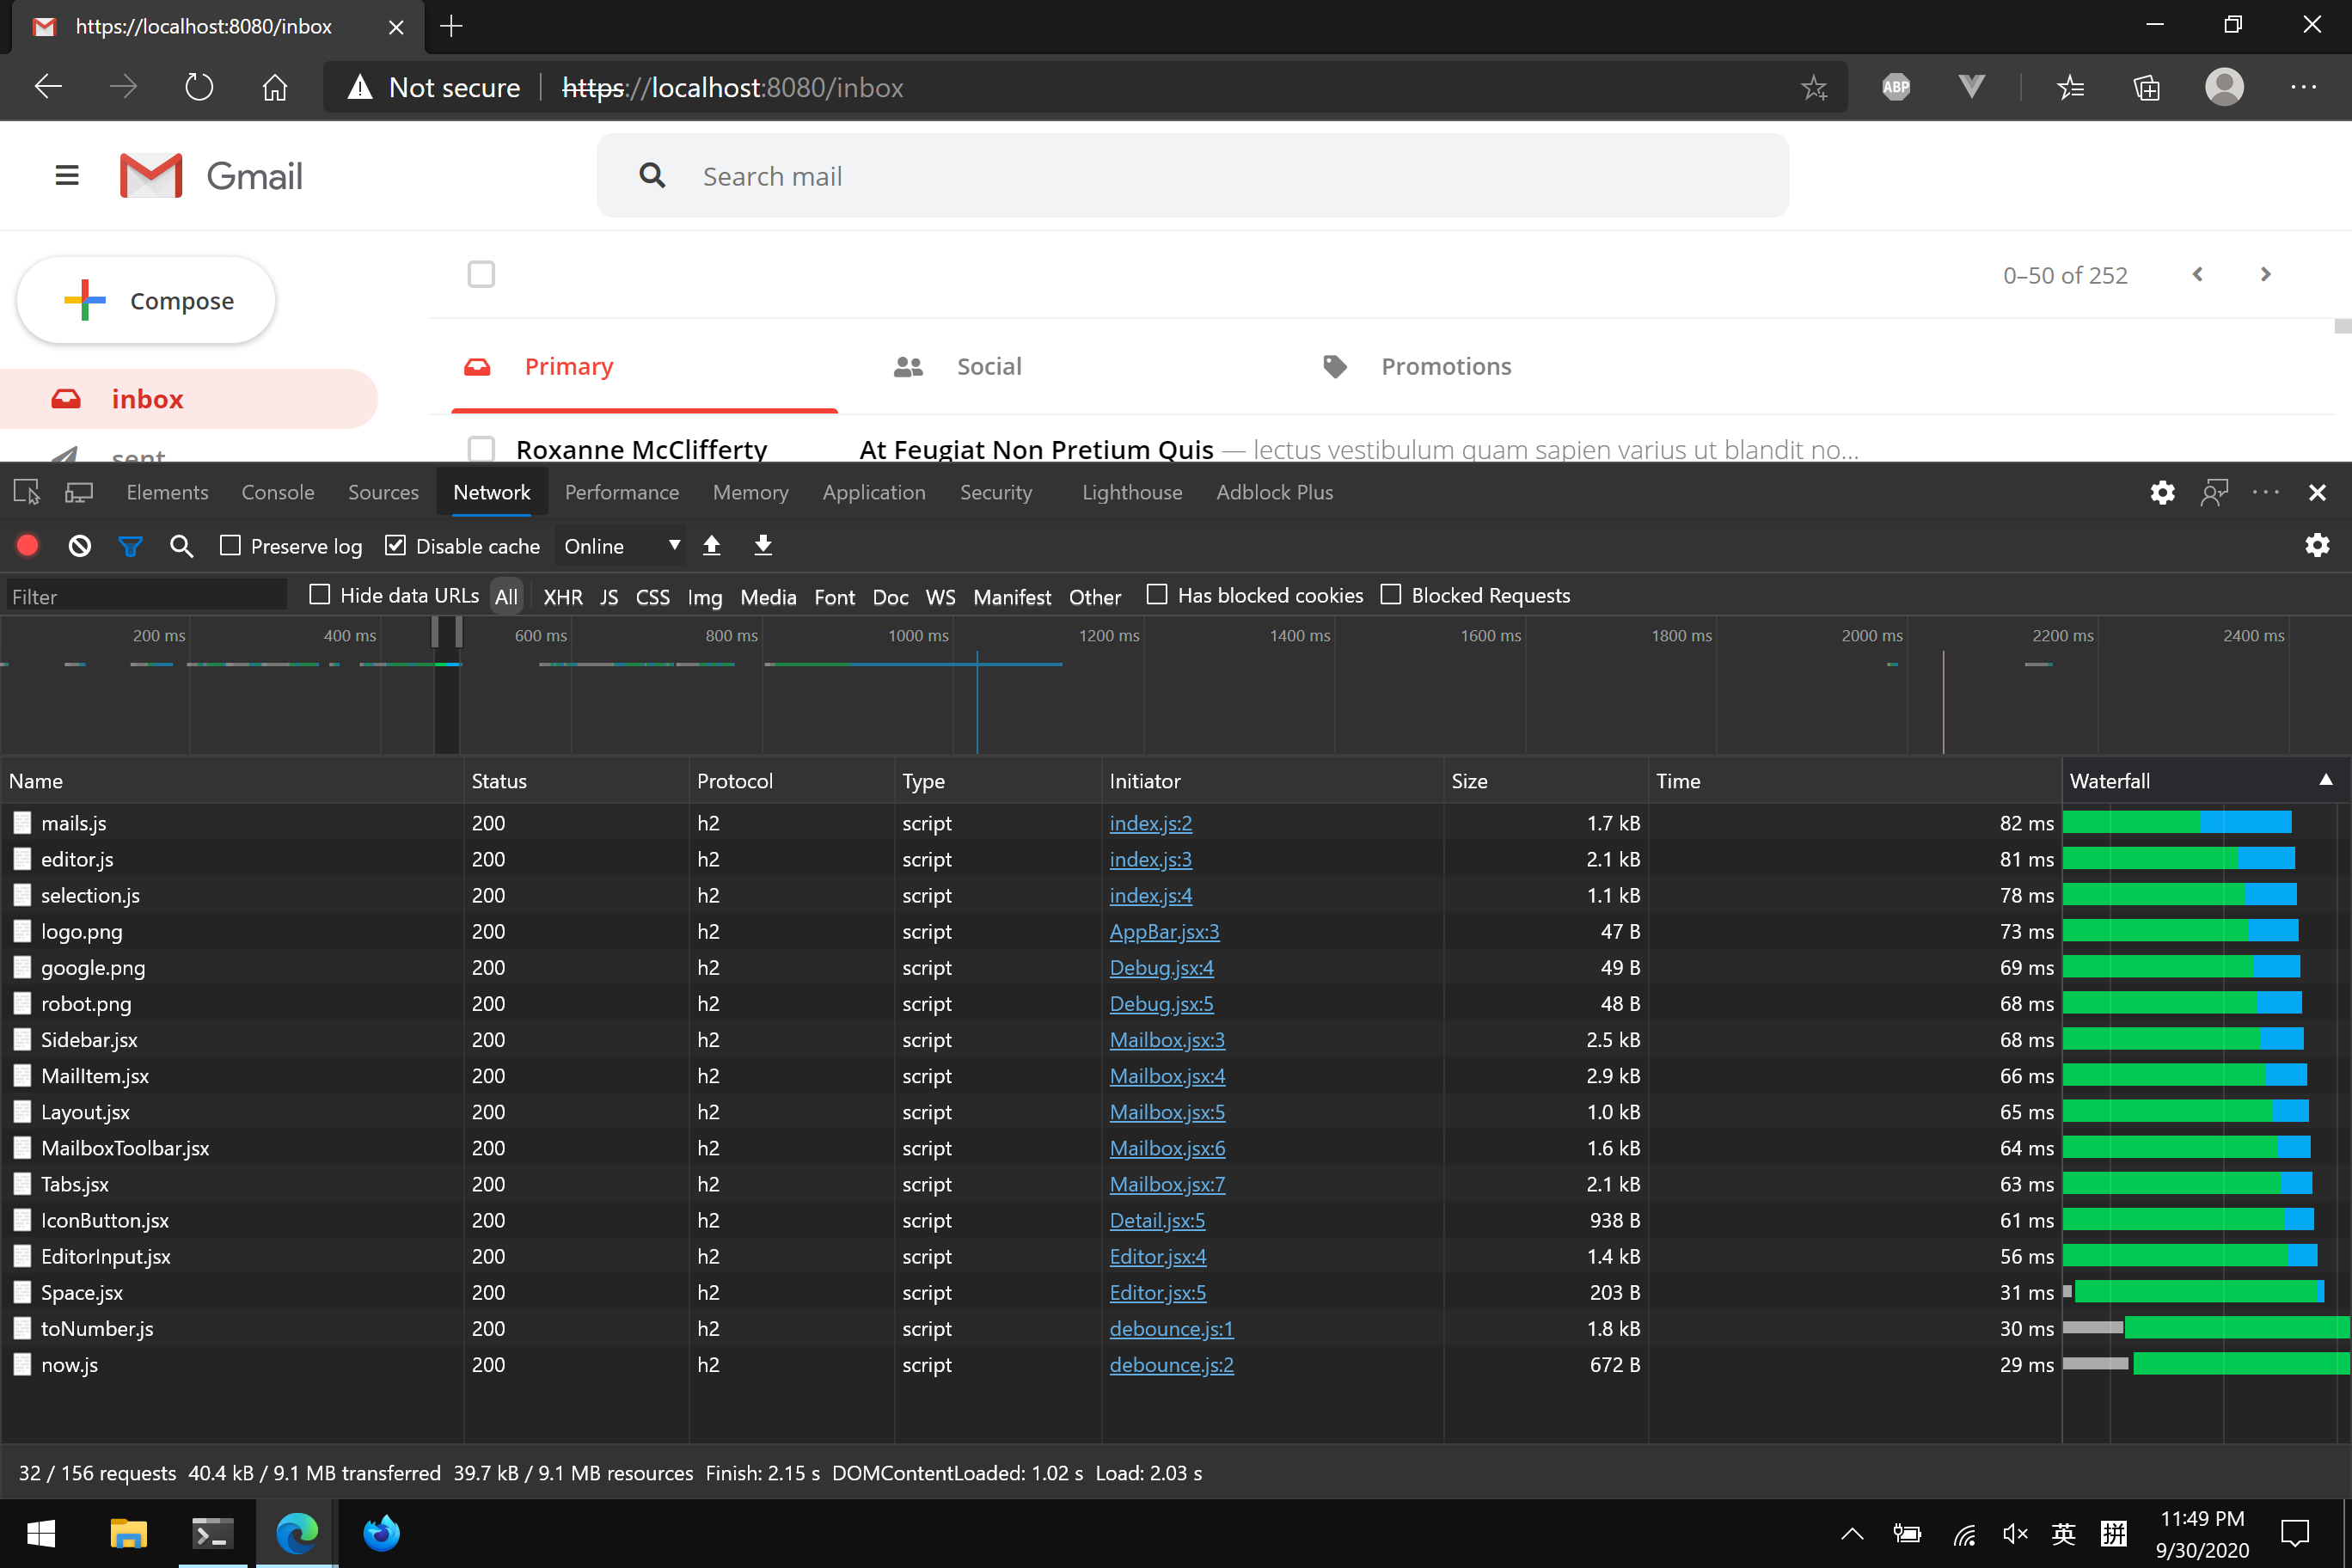 https://localhost:8080/inbox
Not secure https://localhost:8080/inbox
ABP
Gmail
Search mail
Compose
0–50 of 252
Primary Social Promotions
inbox
sent
Roxanne McClifferty At Feugiat Non Pretium Quis — lectus vestibulum quam sapien varius ut blandit no...
Elements Console Sources Network Performance Memory Application Security Lighthouse Adblock Plus
Preserve log Disable cache Online
Filter Hide data URLs All XHR JS CSS Img Media Font Doc WS Manifest Other Has blocked cookies Blocked Requests
200 ms 400 ms 600 ms 800 ms 1000 ms 1200 ms 1400 ms 1600 ms 1800 ms 2000 ms 2200 ms 2400 ms
Name Status Protocol Type Initiator Size Time Waterfall
mails.js 200 h2 script index.js:2 1.7 kB 82 ms
editor.js 200 h2 script index.js:3 2.1 kB 81 ms
selection.js 200 h2 script index.js:4 1.1 kB 78 ms
logo.png 200 h2 script AppBar.jsx:3 47 B 73 ms
google.png 200 h2 script Debug.jsx:4 49 B 69 ms
robot.png 200 h2 script Debug.jsx:5 48 B 68 ms
Sidebar.jsx 200 h2 script Mailbox.jsx:3 2.5 kB 68 ms
MailItem.jsx 200 h2 script Mailbox.jsx:4 2.9 kB 66 ms
Layout.jsx 200 h2 script Mailbox.jsx:5 1.0 kB 65 ms
MailboxToolbar.jsx 200 h2 script Mailbox.jsx:6 1.6 kB 64 ms
Tabs.jsx 200 h2 script Mailbox.jsx:7 2.1 kB 63 ms
IconButton.jsx 200 h2 script Detail.jsx:5 938 B 61 ms
EditorInput.jsx 200 h2 script Editor.jsx:4 1.4 kB 56 ms
Space.jsx 200 h2 script Editor.jsx:5 203 B 31 ms
toNumber.js 200 h2 script debounce.js:1 1.8 kB 30 ms
now.js 200 h2 script debounce.js:2 672 B 29 ms
32 / 156 requests 40.4 kB / 9.1 MB transferred 39.7 kB / 9.1 MB resources Finish: 2.15 s DOMContentLoaded: 1.02 s Load: 2.03 s
英 拼 11:49 PM
9/30/2020